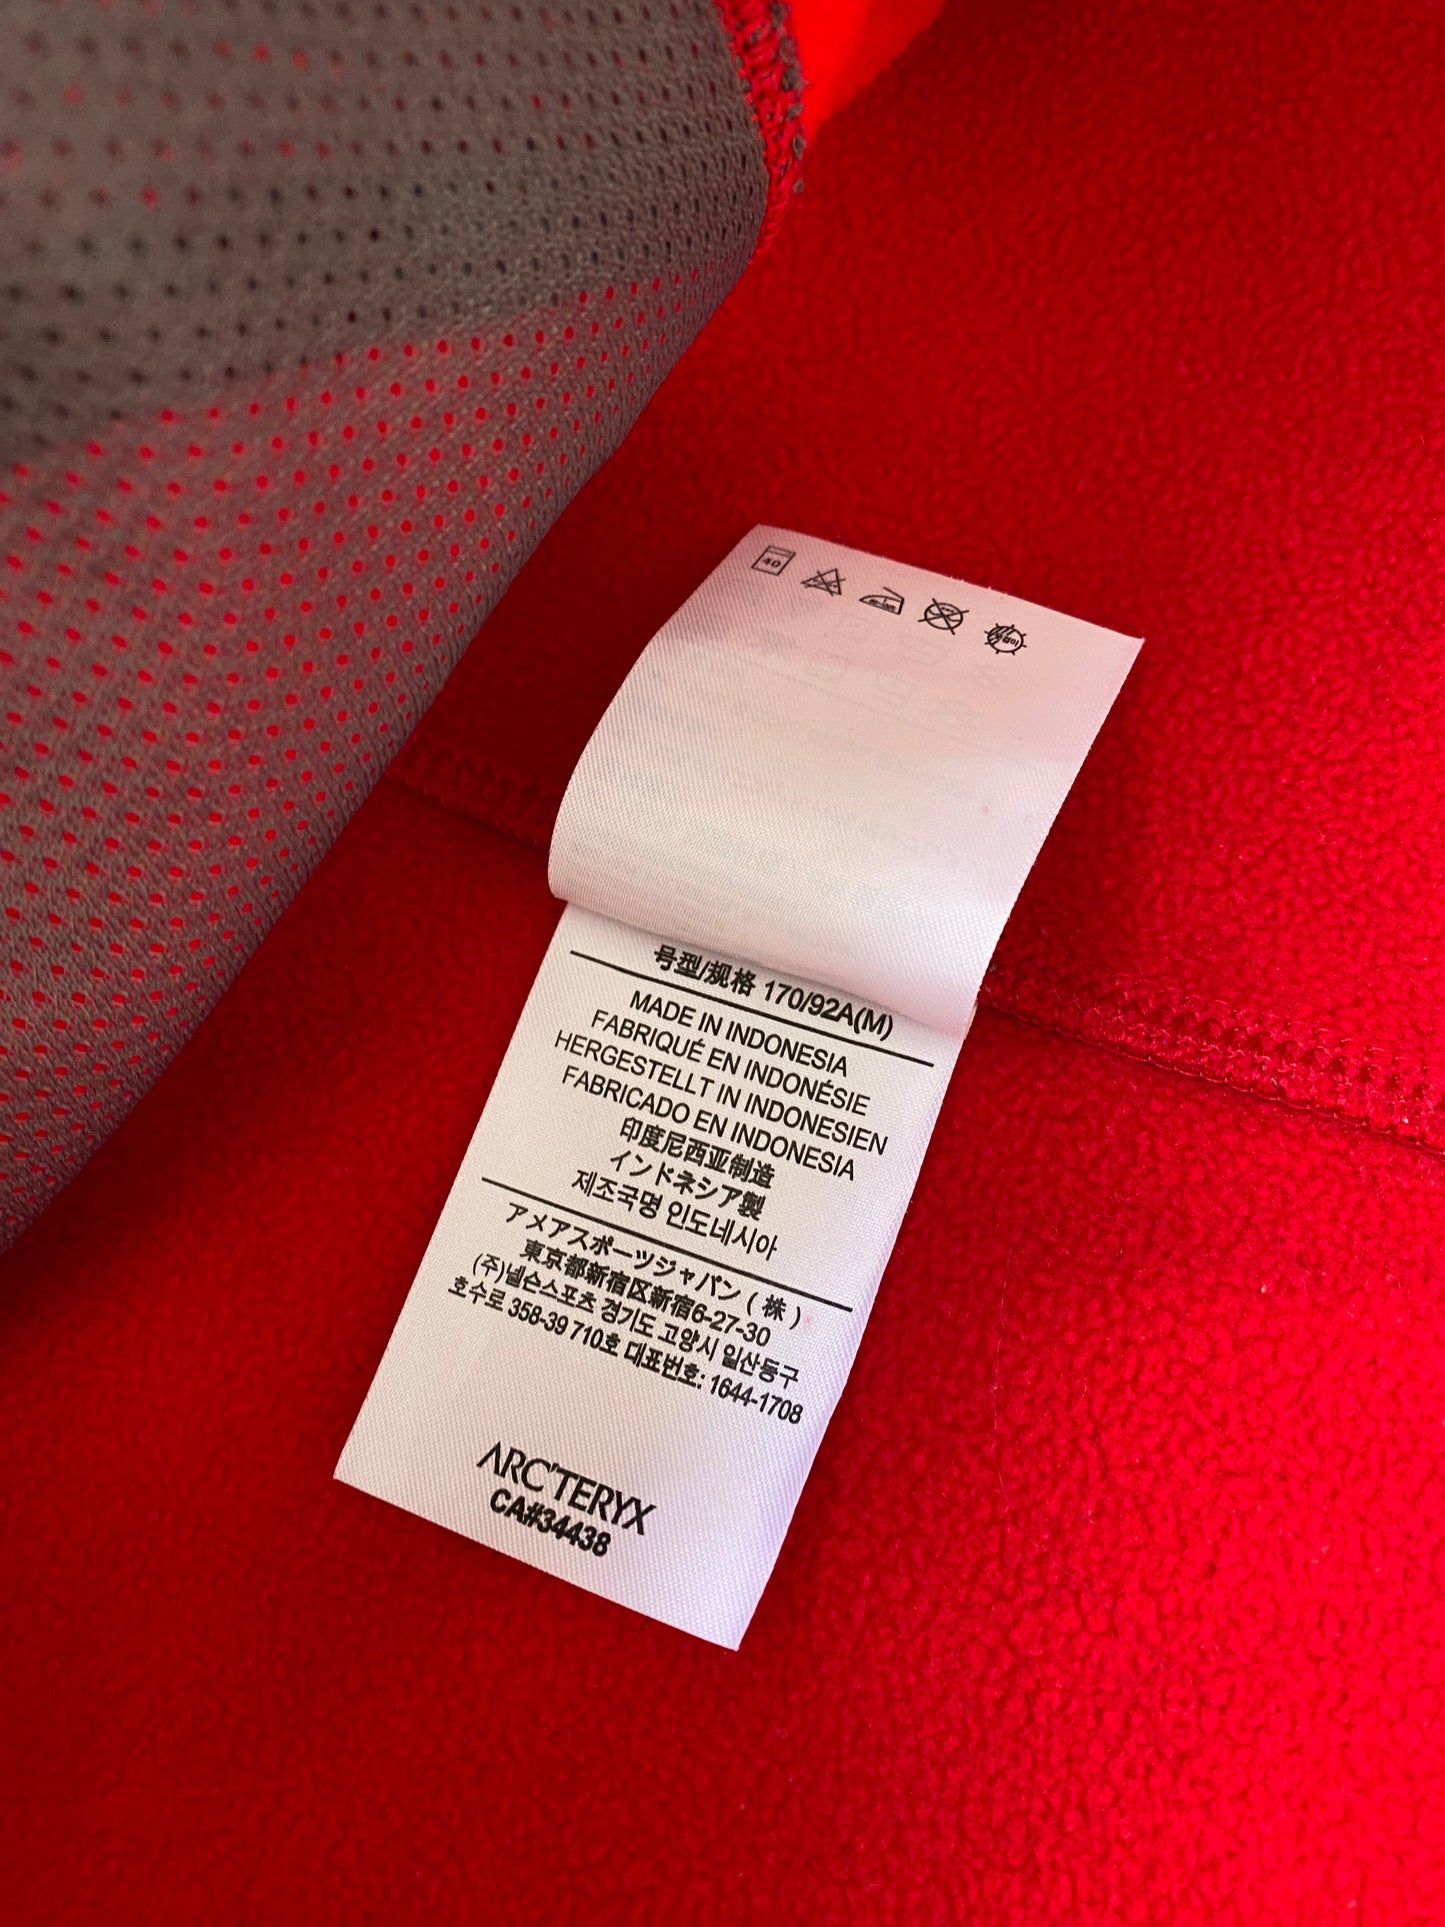 40
号型/规格 170/92A(M)
MADE IN INDONESIA
FABRIQUÉ EN INDONÉSIE
HERGESTELLT IN INDONESIEN
FABRICADO EN INDONESIA
印度尼西亚制造
インドネシア製
제조국명 인도네시아
アメアスポーツジャパン ( 株 )
東京都新宿区新宿6-27-30
(주)넬슨스포츠 경기도 고양시 일산동구
호수로 358-39 710호 대표번호: 1644-1708
ARC'TERYX
CA#34438